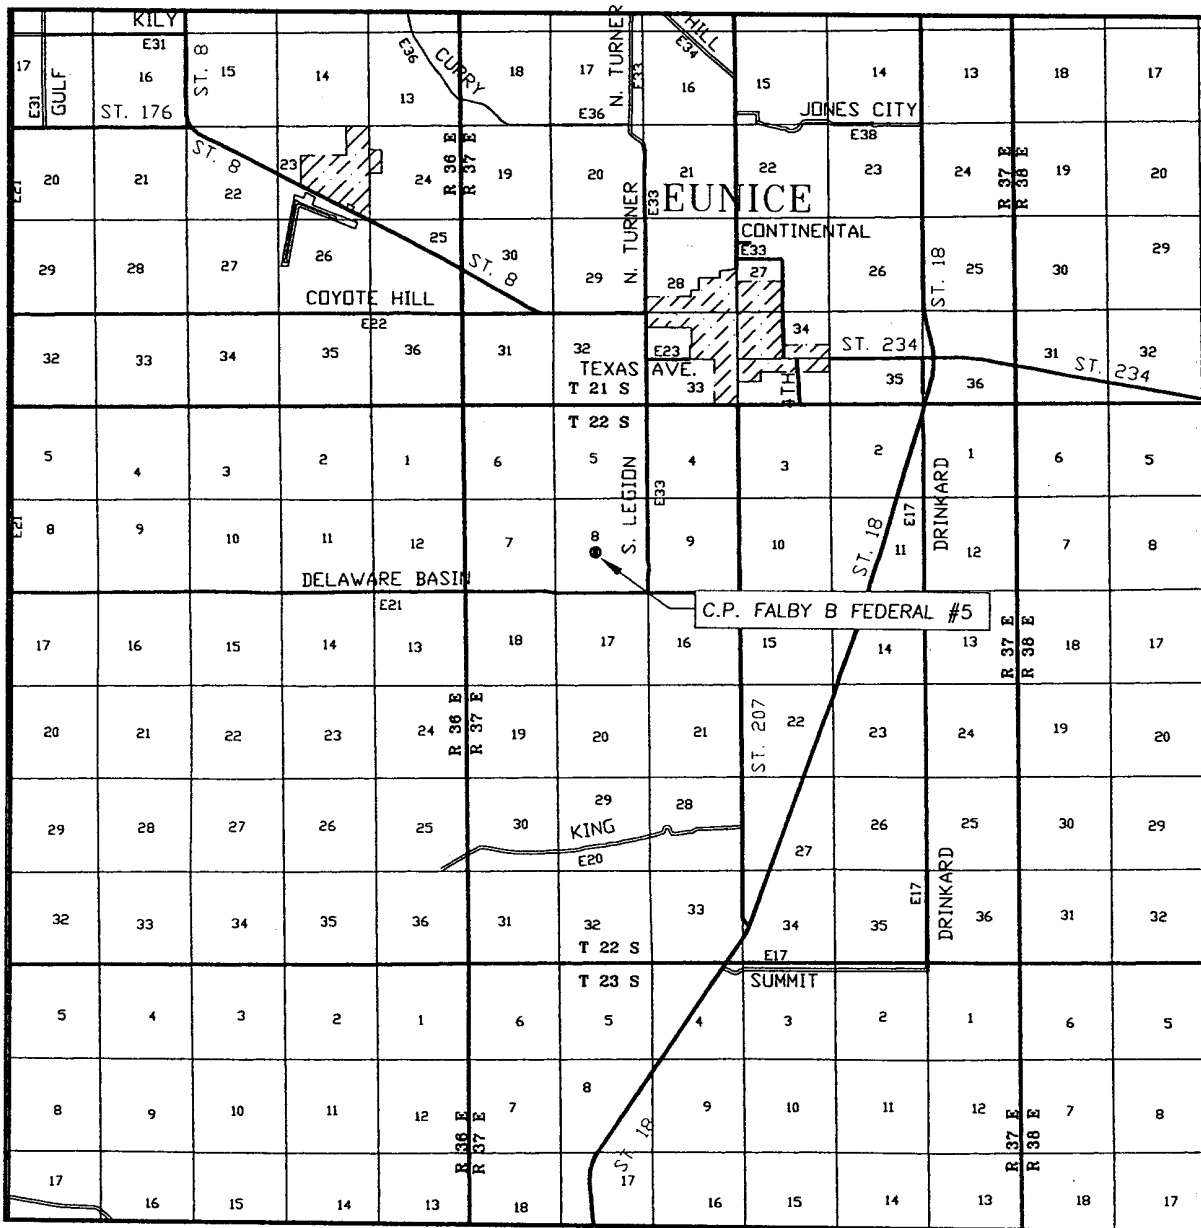 KILY
E31
17
16
ST. 8
15
14
E36
CURRY
18
17
N. TURNER
E33
HILL
E34
16
15
14
13
18
17
E31
GULF
ST. 176
13
E36
JONES CITY
E38
ST. 8
23
R 36 E
R 37 E
R 37 E
R 38 E
E21
20
21
22
24
19
20
21
22
23
24
19
20
EUNICE
E33
N. TURNER
CONTINENTAL
E33
29
28
27
26
25
30
ST. 8
29
28
27
26
ST. 18
25
30
29
COYOTE HILL
E22
32
33
34
35
36
31
32
E23
34
ST. 234
31
32
ST. 234
TEXAS AVE.
33
4TH
35
36
T 21 S
T 22 S
5
4
3
2
1
6
5
4
3
2
1
6
5
S. LEGION
E33
DRINKARD
E17
E21
8
9
10
11
12
7
8
9
10
ST. 18
11
12
7
8
DELAWARE BASIN
E21
C.P. FALBY B FEDERAL #5
17
16
15
14
13
18
17
16
15
14
13
18
17
R 36 E
R 37 E
R 37 E
R 38 E
20
21
22
23
24
19
20
21
ST. 207
22
23
24
19
20
29
28
27
26
25
30
29
28
KING
E20
27
26
25
30
29
E17
DRINKARD
32
33
34
35
36
31
32
33
34
35
36
31
32
T 22 S
E17
T 23 S
SUMMIT
5
4
3
2
1
6
5
4
3
2
1
6
5
8
9
10
11
12
7
8
9
10
11
12
7
8
R 36 E
R 37 E
R 37 E
R 38 E
ST. 18
17
16
15
14
13
18
17
16
15
14
13
18
17